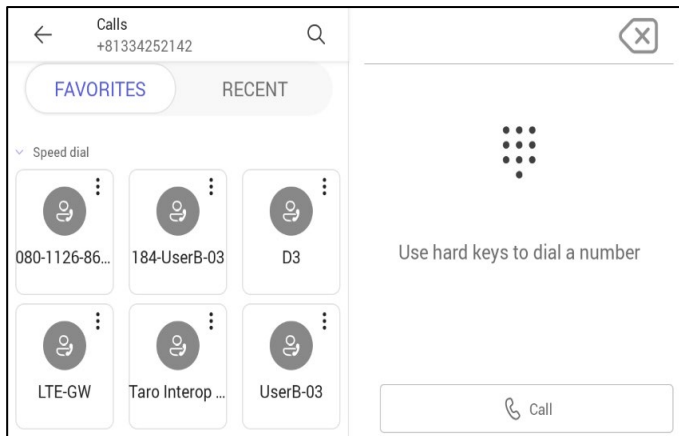 Calls
+81334252142
FAVORITES
RECENT
Speed dial
080-1126-86...
184-UserB-03
D3
LTE-GW
Taro Interop ...
UserB-03
Use hard keys to dial a number
Call